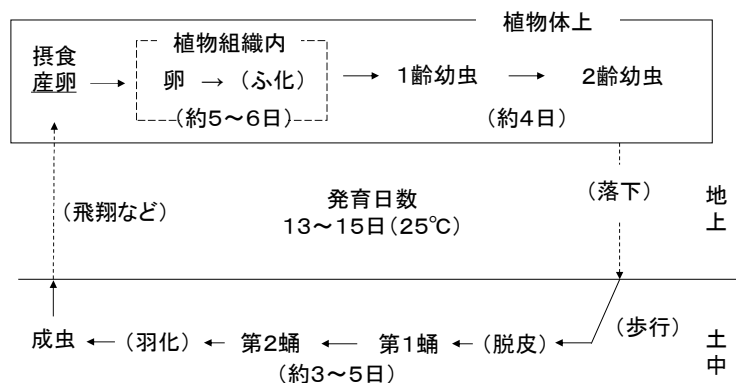 植物体上
植物組織内
摂食
産卵
卵 → (ふ化)
1齢幼虫
2齢幼虫
(約5～6日)
(約4日)
(飛翔など)
発育日数
13～15日(25℃)
(落下)
地上
成虫
(羽化)
第2蛹
第1蛹
(脱皮)
(歩行)
(約3～5日)
土中